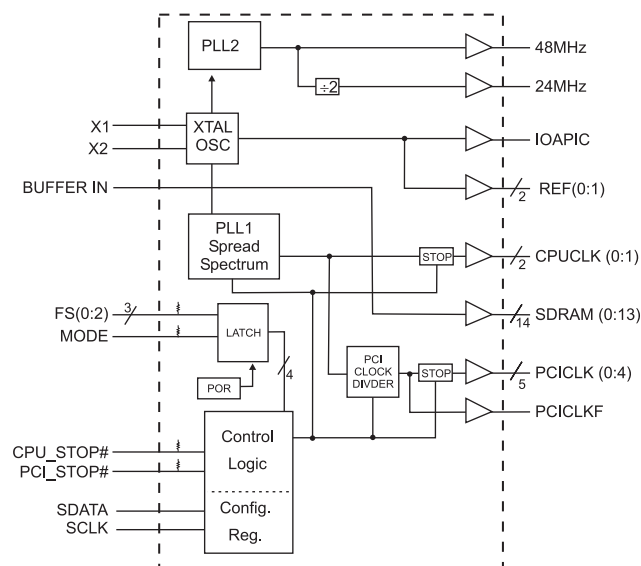 PLL2
48MHz
÷2
24MHz
X1
X2
XTAL
OSC
IOAPIC
BUFFER IN
2
REF(0:1)
PLL1
Spread
Spectrum
STOP
2
CPUCLK (0:1)
FS(0:2)
3
MODE
LATCH
14
SDRAM (0:13)
POR
4
PCI
CLOCK
DIVDER
STOP
5
PCICLK (0:4)
PCICLKF
CPU_STOP#
PCI_STOP#
Control
Logic
SDATA
SCLK
Config.
Reg.